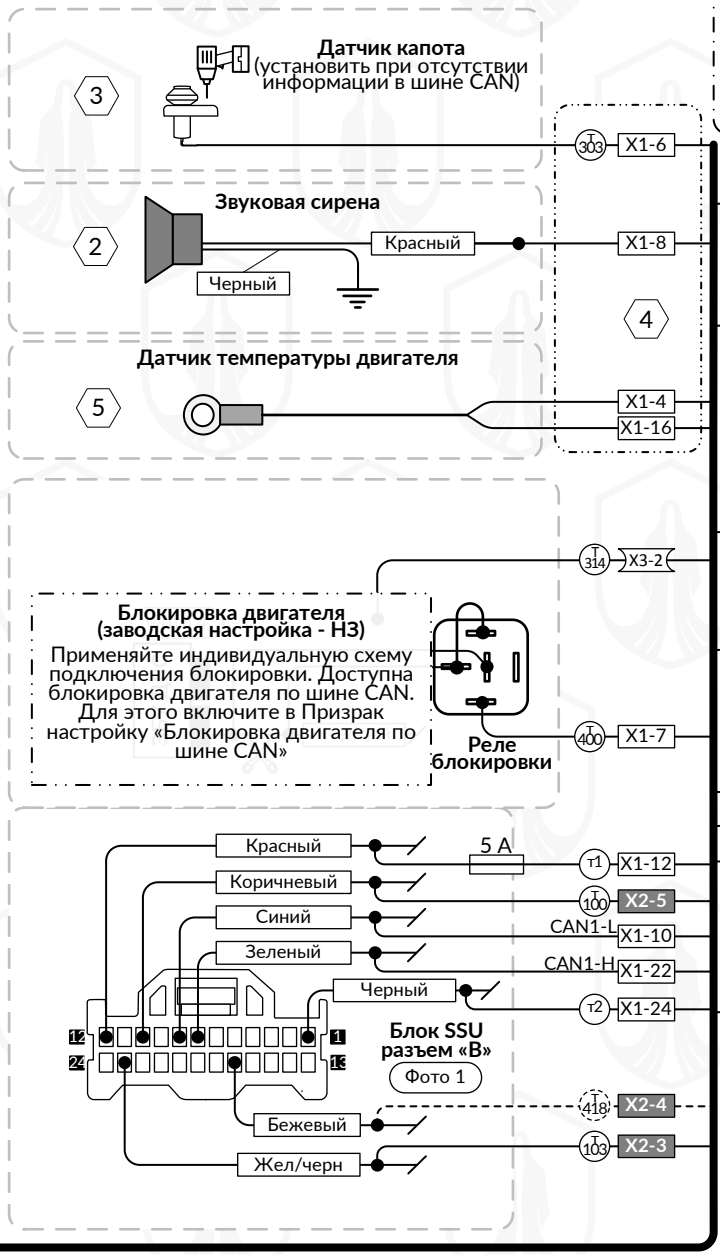 3
Датчик капота
(установить при отсутствии
информации в шине CAN)
T
303
X1-6
2
Звуковая сирена
Красный
Черный
X1-8
4
Датчик температуры двигателя
5
X1-4
X1-16
T
314
X3-2
Блокировка двигателя
(заводская настройка - НЗ)
Применяйте индивидуальную схему
подключения блокировки. Доступна
блокировка двигателя по шине CAN.
Для этого включите в Призрак
настройку «Блокировка двигателя по
шине CAN»
Реле
блокировки
T
400
X1-7
Красный
5 А
т1
X1-12
Коричневый
T
100
X2-5
Синий
CAN1-L
X1-10
Зеленый
CAN1-H
X1-22
Черный
т2
X1-24
12
1
24
13
Блок SSU
разъем «В»
Фото 1
Бежевый
T
418
X2-4
Жел/черн
T
103
X2-3